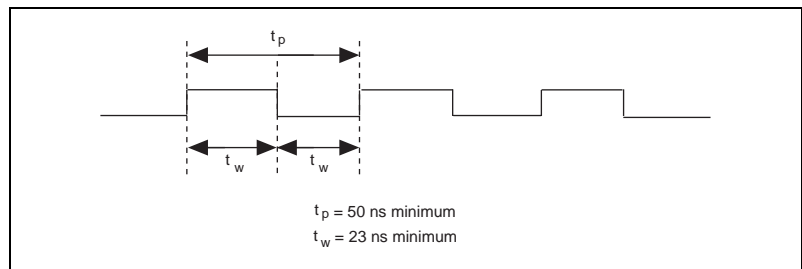 t p
t w t w
t p = 50 ns minimum
t w = 23 ns minimum